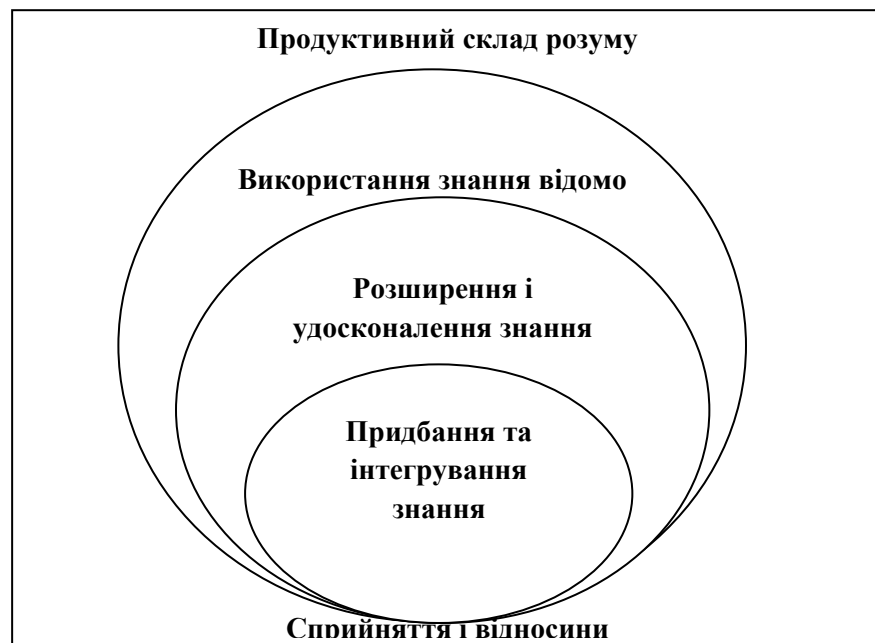 Продуктивний склад розуму
Використання знання відомо
Розширення і
удосконалення знання
Придбання та
інтегрування
знання
Сприйняття і відносини